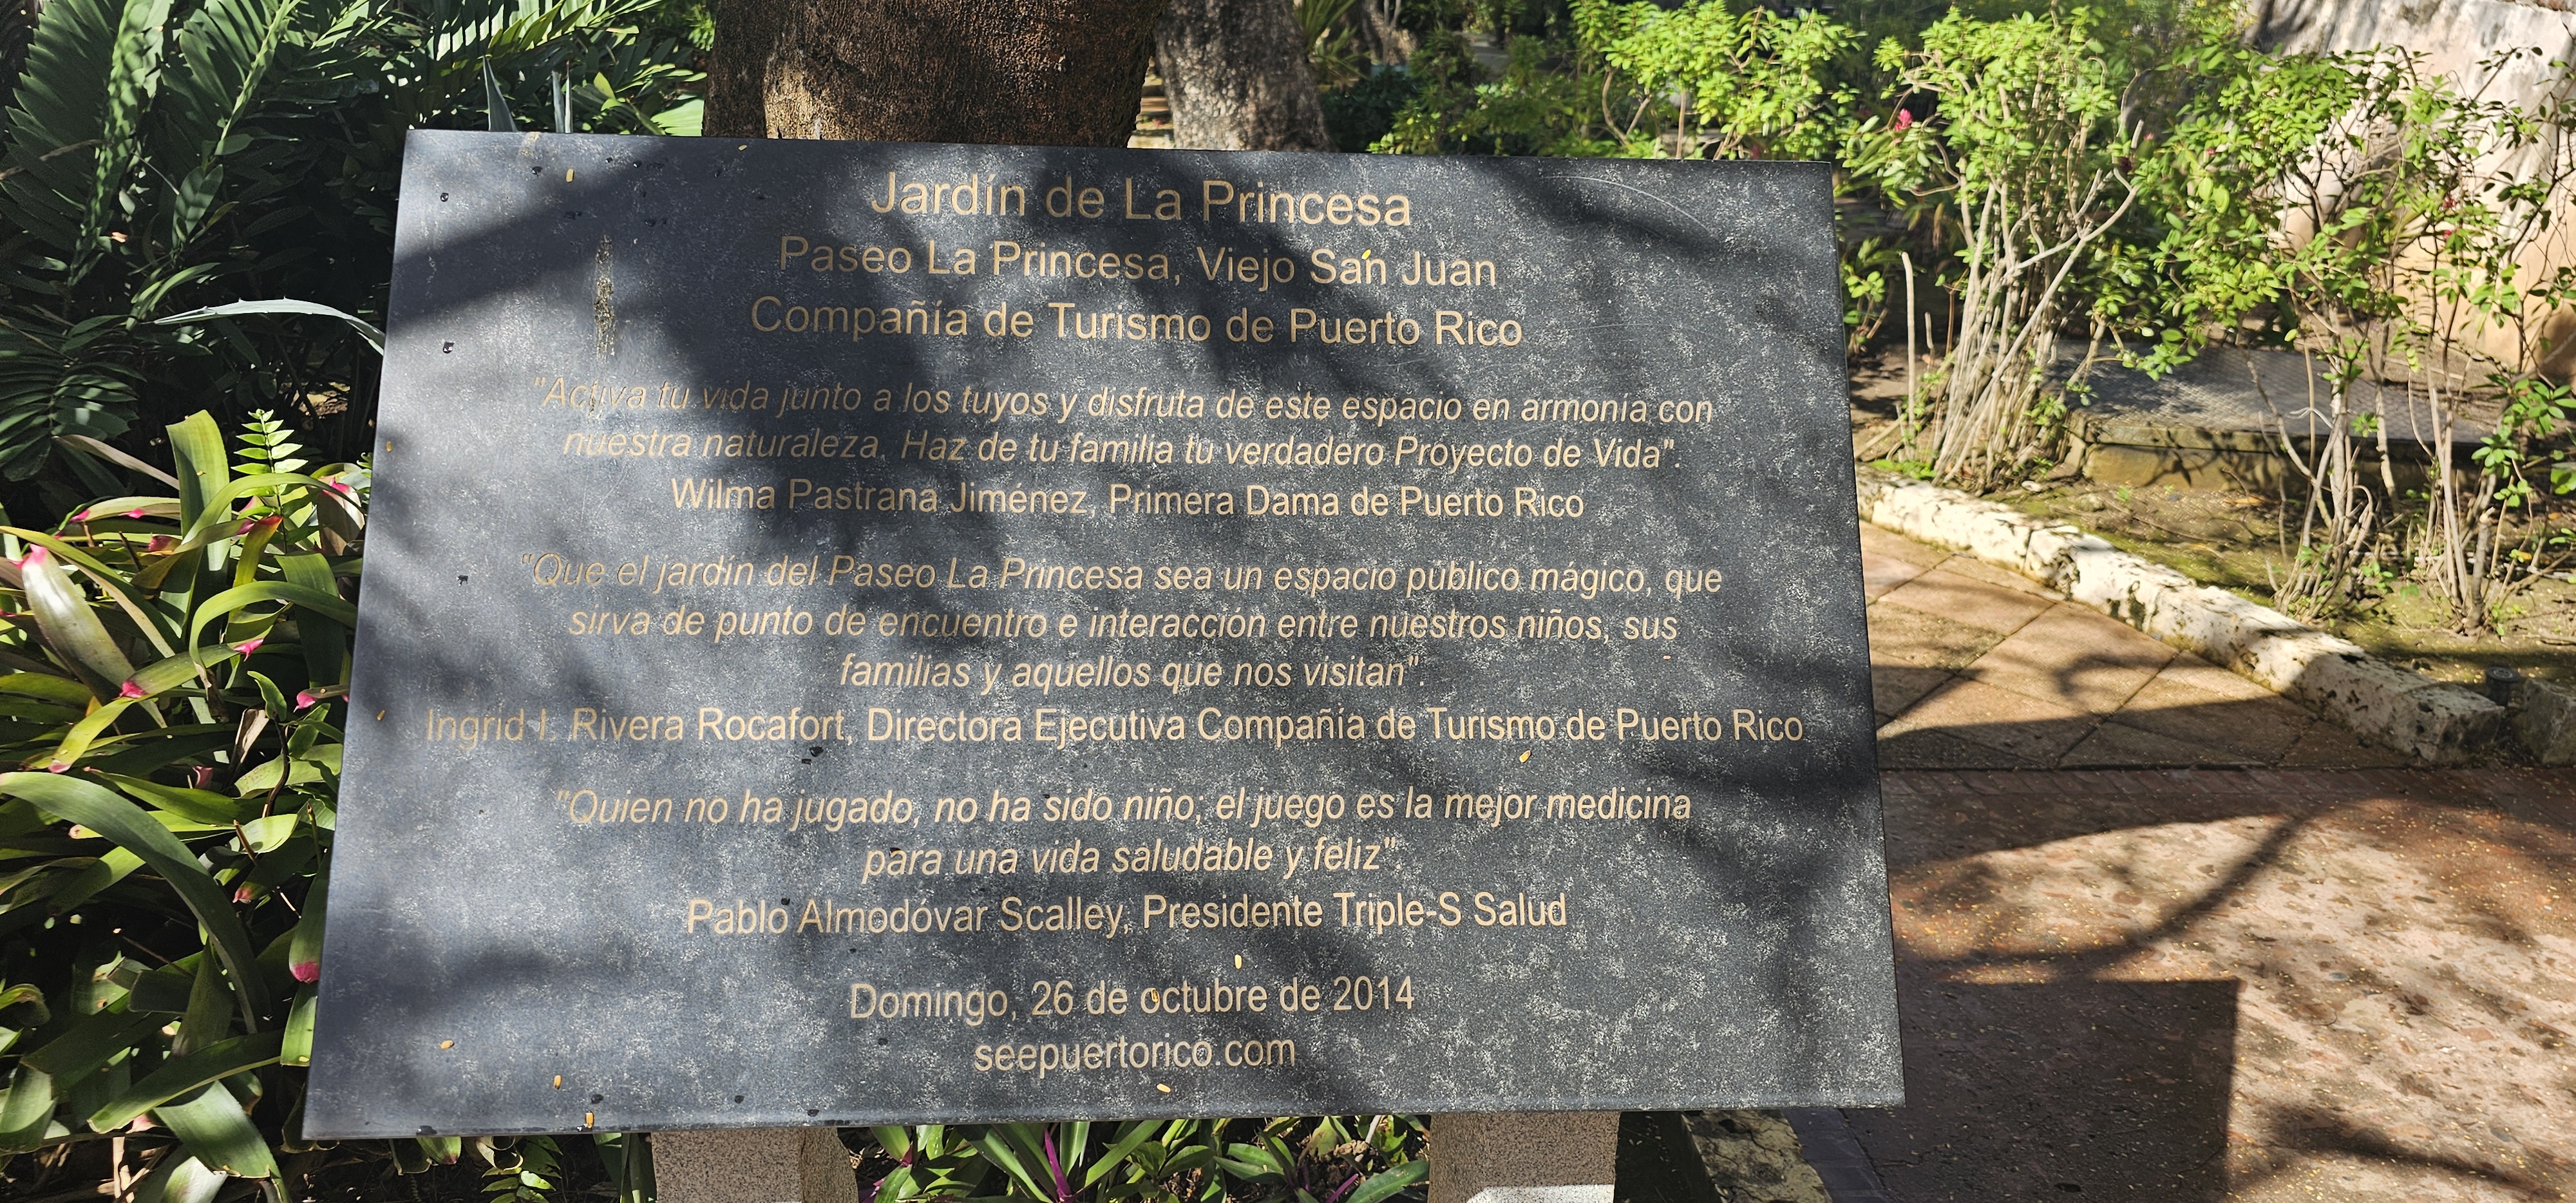 Jardín de La Princesa
Paseo La Princesa, Viejo San Juan
Compañía de Turismo de Puerto Rico
"Activa tu vida junto a los tuyos y disfruta de este espacio en armonía con
nuestra naturaleza. Haz de tu familia tu verdadero Proyecto de Vida".
Wilma Pastrana Jiménez, Primera Dama de Puerto Rico
"Que el jardín del Paseo La Princesa sea un espacio público mágico, que
sirva de punto de encuentro e interacción entre nuestros niños, sus
familias y aquellos que nos visitan".
Ingrid I. Rivera Rocafort, Directora Ejecutiva Compañía de Turismo de Puerto Rico
"Quien no ha jugado, no ha sido niño; el juego es la mejor medicina
para una vida saludable y feliz".
Pablo Almodóvar Scalley, Presidente Triple-S Salud
Domingo, 26 de octubre de 2014
seepuertorico.com